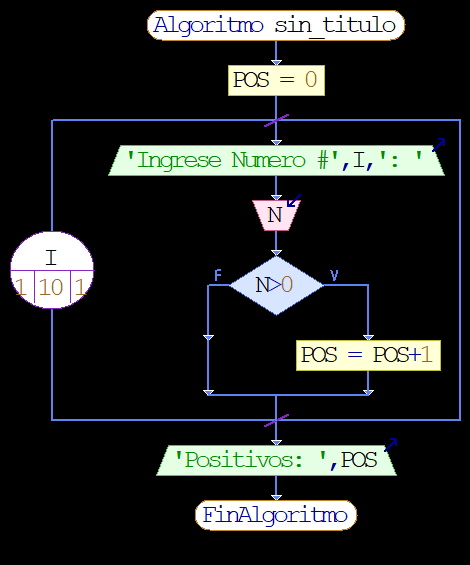 Algoritmo sin_titulo
POS = 0
'Ingrese Numero #',I,': '
N
I
1 10 1
F
V
N>0
POS = POS+1
'Positivos: ',POS
FinAlgoritmo